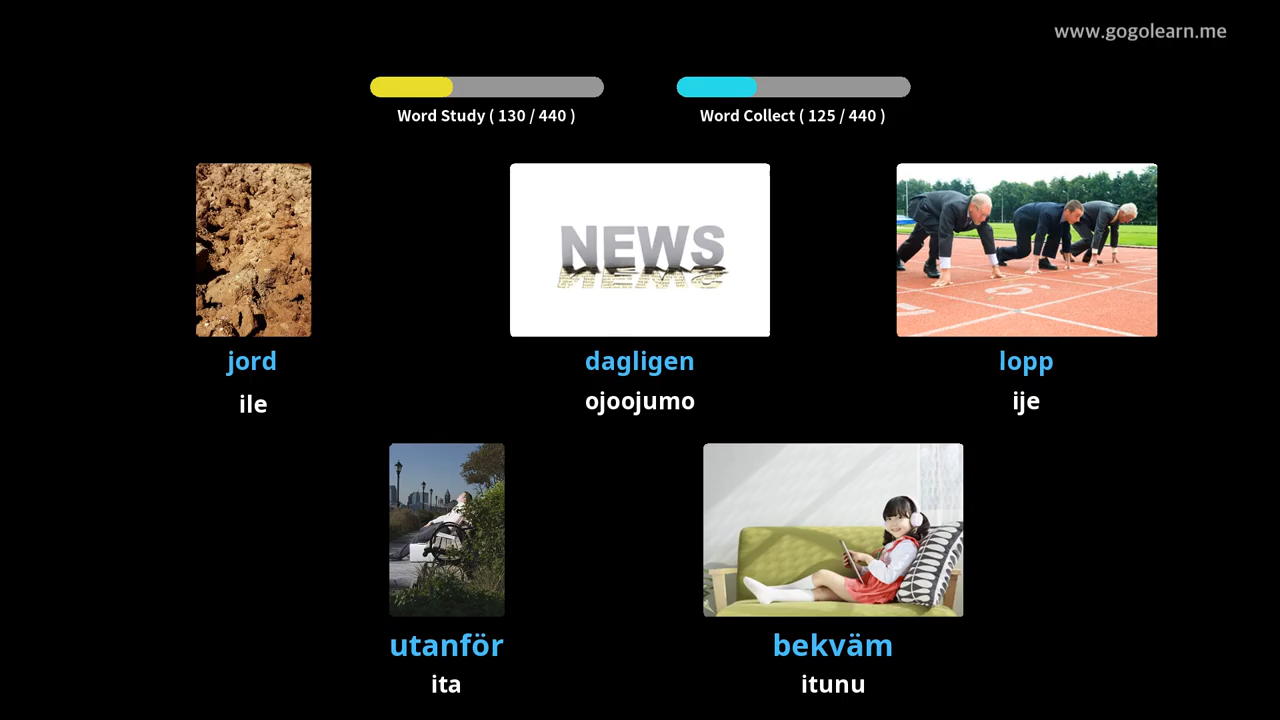 www.gogolearn.me
Word Study ( 130 / 440 )
Word Collect ( 125 / 440 )
NEWS
jord
dagligen
lopp
ile
ojoojumo
ije
utanför
bekväm
ita
itunu